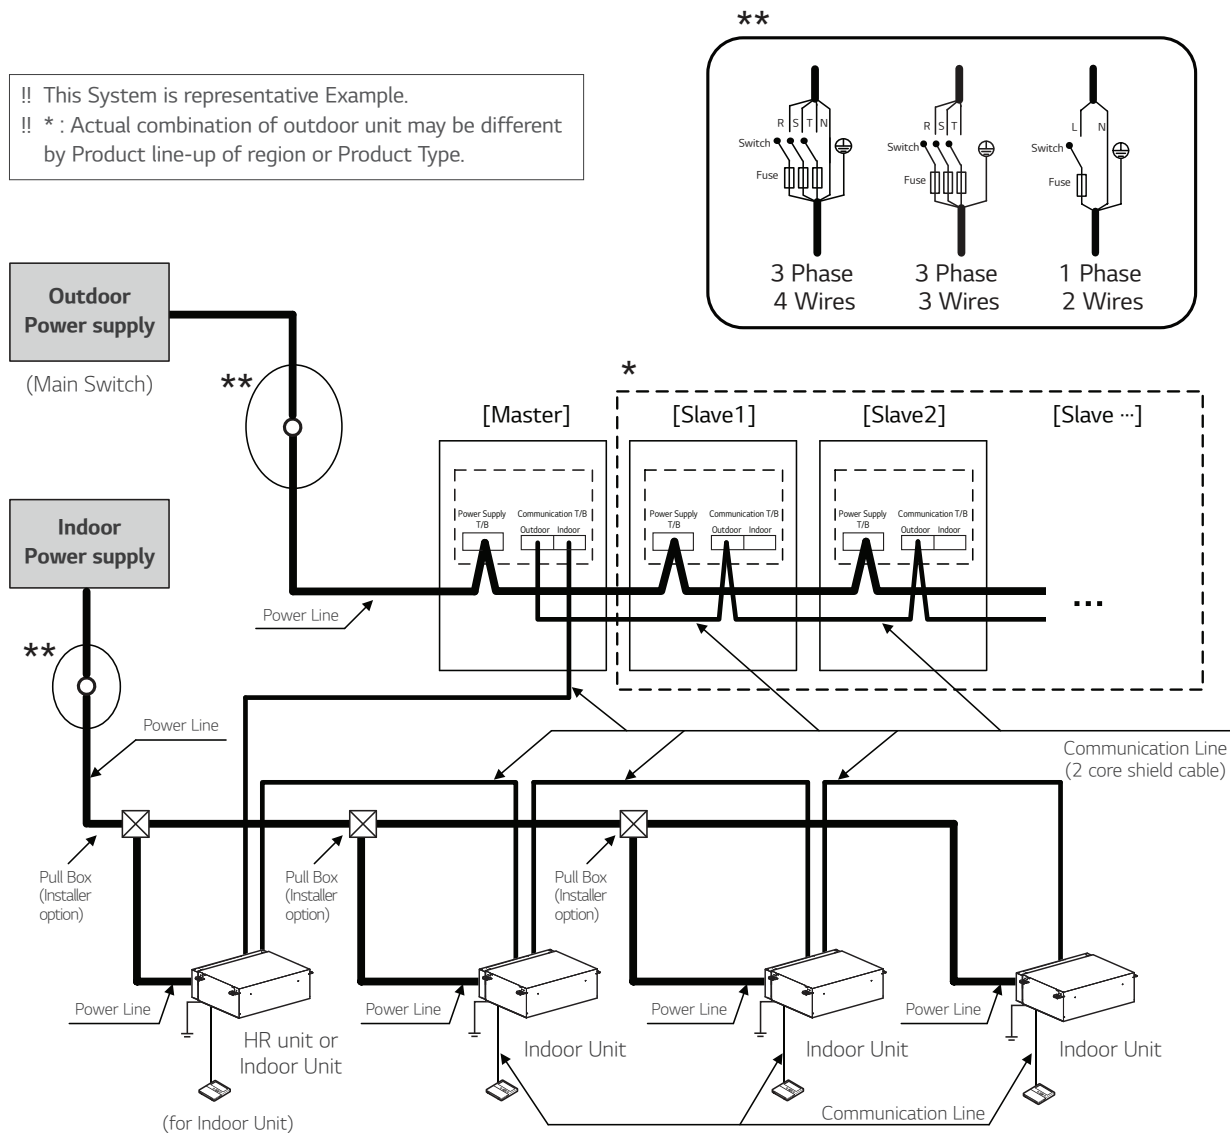 **
!! This System is representative Example.
!! * : Actual combination of outdoor unit may be different
by Product line-up of region or Product Type.
R S T N
Switch
Fuse
3 Phase
4 Wires
R S T
Switch
Fuse
3 Phase
3 Wires
L N
Switch
Fuse
1 Phase
2 Wires
Outdoor
Power supply
(Main Switch)
**
*
[Master]
[Slave1]
[Slave2]
[Slave ···]
Power Supply
T/B
Communication T/B
Outdoor Indoor
Power Supply
T/B
Communication T/B
Outdoor Indoor
Power Supply
T/B
Communication T/B
Outdoor Indoor
...
Indoor
Power supply
Power Line
**
Power Line
Communication Line
(2 core shield cable)
Pull Box
(Installer
option)
Pull Box
(Installer
option)
Pull Box
(Installer
option)
Power Line
Power Line
Power Line
Power Line
HR unit or
Indoor Unit
Indoor Unit
Indoor Unit
Indoor Unit
(for Indoor Unit)
Communication Line